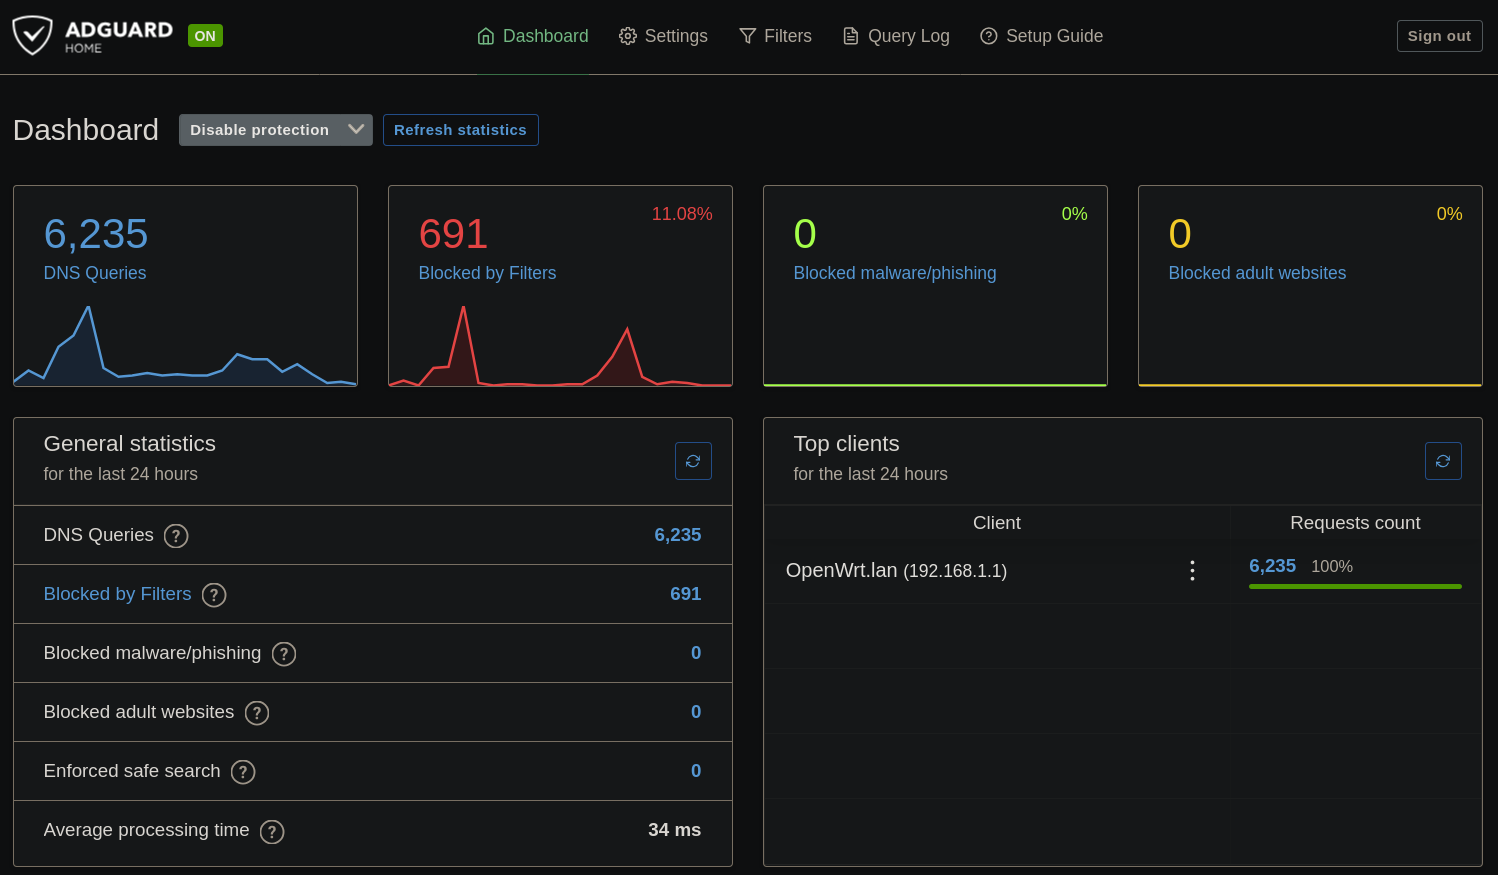 ADGUARD
HOME
ON
Dashboard
Settings
Filters
Query Log
Setup Guide
Sign out
Dashboard
Disable protection
Refresh statistics
6,235
DNS Queries
691
11.08%
Blocked by Filters
0
0%
Blocked malware/phishing
0
0%
Blocked adult websites
General statistics
for the last 24 hours
DNS Queries ? 6,235
Blocked by Filters ? 691
Blocked malware/phishing ? 0
Blocked adult websites ? 0
Enforced safe search ? 0
Average processing time ? 34 ms
Top clients
for the last 24 hours
Client Requests count
OpenWrt.lan (192.168.1.1) 6,235 100%